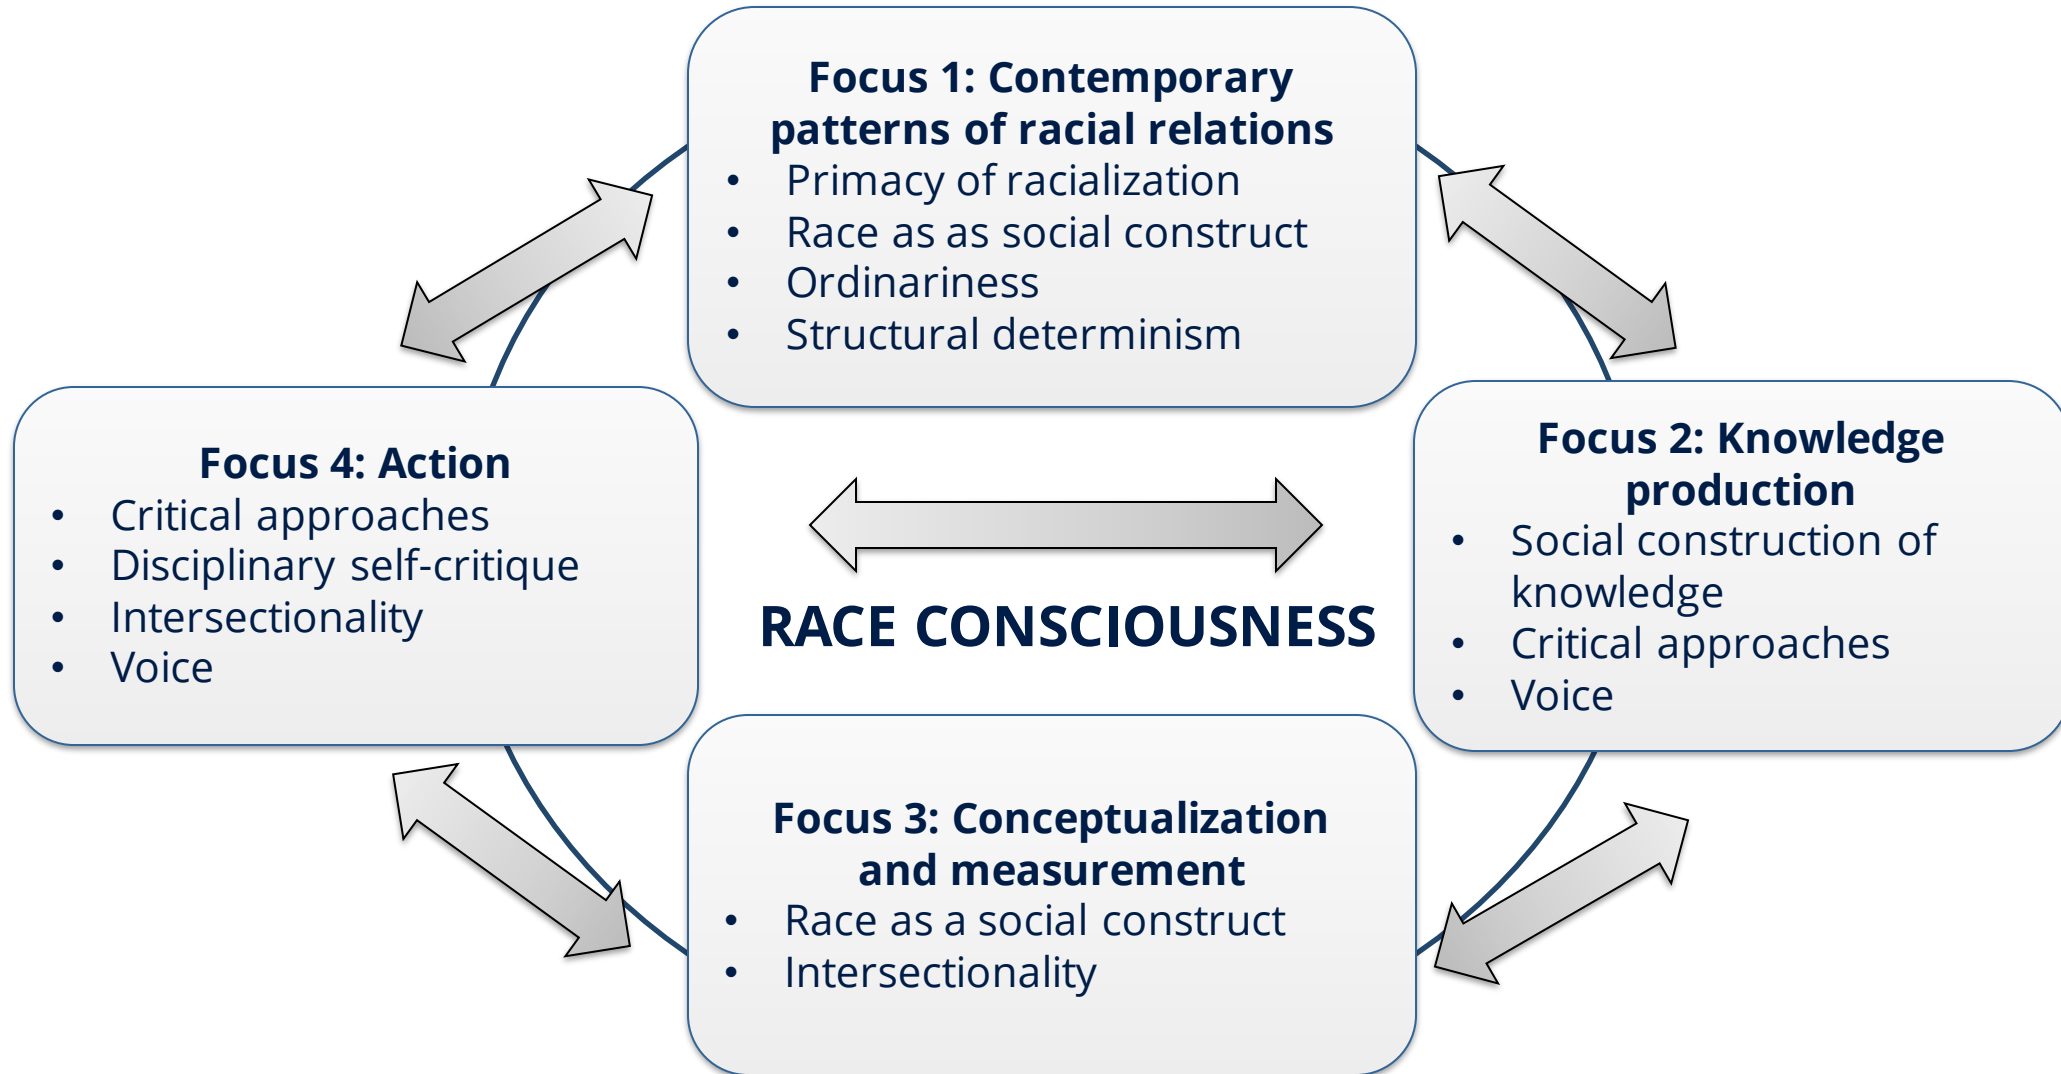 Focus 1: Contemporary
patterns of racial relations
• Primacy of racialization
• Race as as social construct
• Ordinariness
• Structural determinism
Focus 2: Knowledge
production
• Social construction of
knowledge
• Critical approaches
• Voice
Focus 3: Conceptualization
and measurement
• Race as a social construct
• Intersectionality
Focus 4: Action
• Critical approaches
• Disciplinary self-critique
• Intersectionality
• Voice
RACE CONSCIOUSNESS